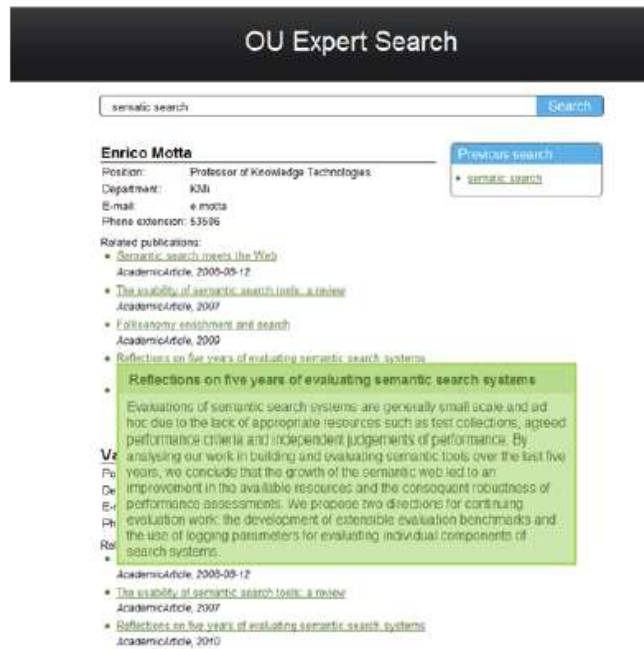 OU Expert Search
sematic search
Search
Enrico Motta
Position: Professor of Knowledge Technologies
Department: KMi
E-mail: e.motta
Phone extension: 53506
Related publications:
Semantic search meets the Web
AcademicArticle, 2008-08-12
The usability of semantic search tools: a review
AcademicArticle, 2007
Folksonomy enrichment and search
AcademicArticle, 2009
Reflections on five years of evaluating semantic search systems
Previous search
sematic search
Reflections on five years of evaluating semantic search systems
Evaluations of semantic search systems are generally small scale and ad
hoc due to the lack of appropriate resources such as test collections, agreed
performance criteria and independent judgements of performance. By
analysing our work in building and evaluating semantic tools over the last five
years, we conclude that the growth of the semantic web led to an
improvement in the available resources and the consequent robustness of
performance assessments. We propose two directions for continuing
evaluation work: the development of extensible evaluation benchmarks and
the use of logging parameters for evaluating individual components of
search systems.
Va
Po
De
E-
Ph
Rel
AcademicArticle, 2008-08-12
The usability of semantic search tools: a review
AcademicArticle, 2007
Reflections on five years of evaluating semantic search systems
AcademicArticle, 2010